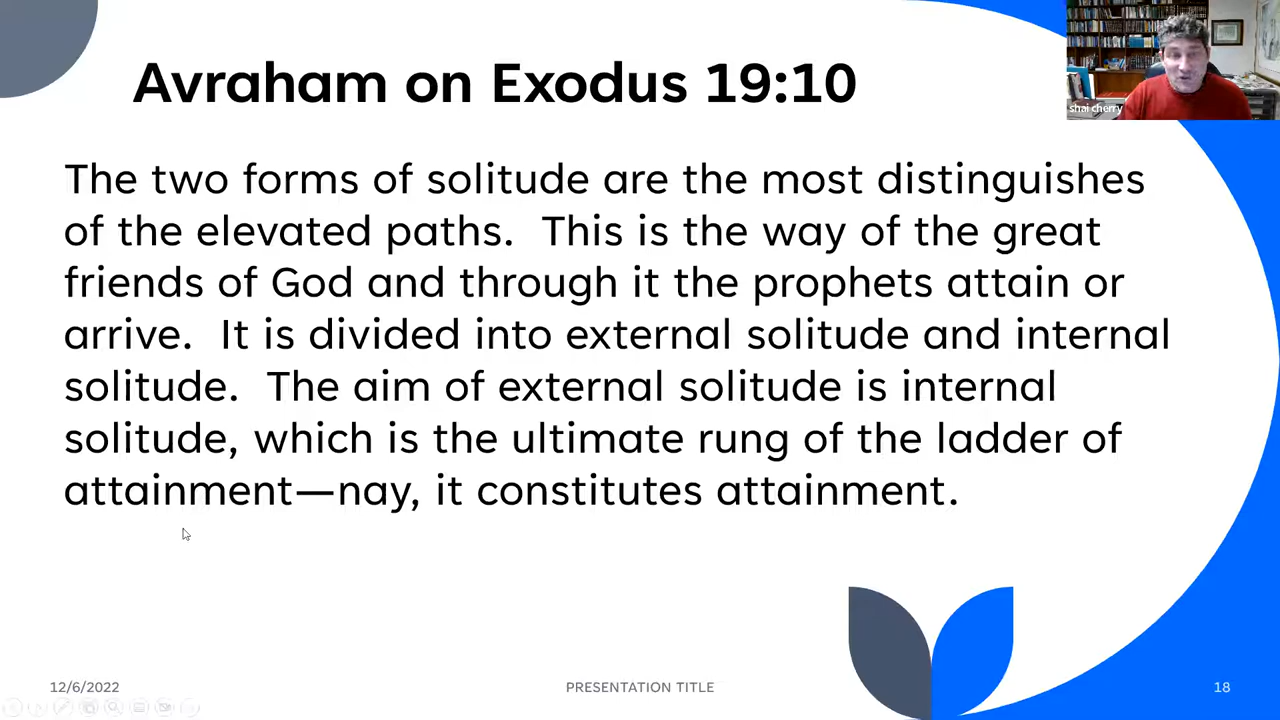 Avraham on Exodus 19:10
shai cherry
The two forms of solitude are the most distinguishes
of the elevated paths.  This is the way of the great
friends of God and through it the prophets attain or
arrive.  It is divided into external solitude and internal
solitude.  The aim of external solitude is internal
solitude, which is the ultimate rung of the ladder of
attainment—nay, it constitutes attainment.
12/6/2022
PRESENTATION TITLE
18